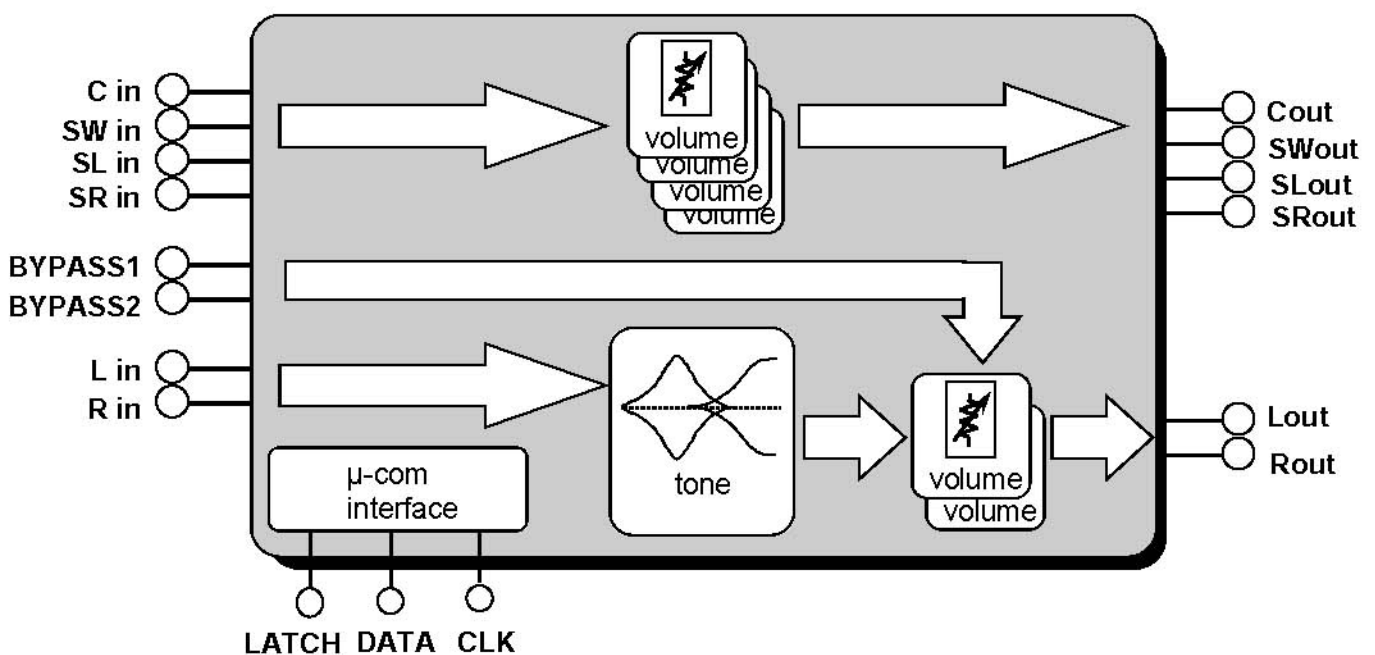 C in
SW in
SL in
SR in
BYPASS1
BYPASS2
L in
R in
volume
volume
volume
volume
Cout
SWout
SLout
SRout
tone
volume
volume
Lout
Rout
μ-com
interface
LATCH DATA CLK